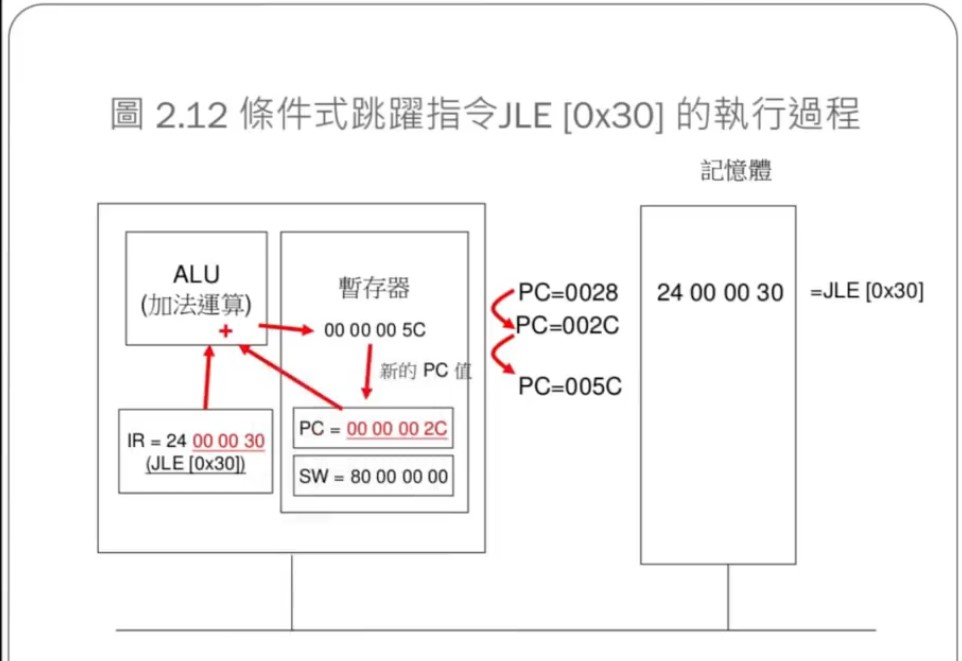 圖 2.12 條件式跳躍指令JLE [0x30] 的執行過程
記憶體
ALU
(加法運算)
+
暫存器
00 00 00 5C
新的 PC 值
PC = 00 00 00 2C
SW = 80 00 00 00
IR = 24 00 00 30
(JLE [0x30])
PC=0028
PC=002C
PC=005C
24 00 00 30
=JLE [0x30]